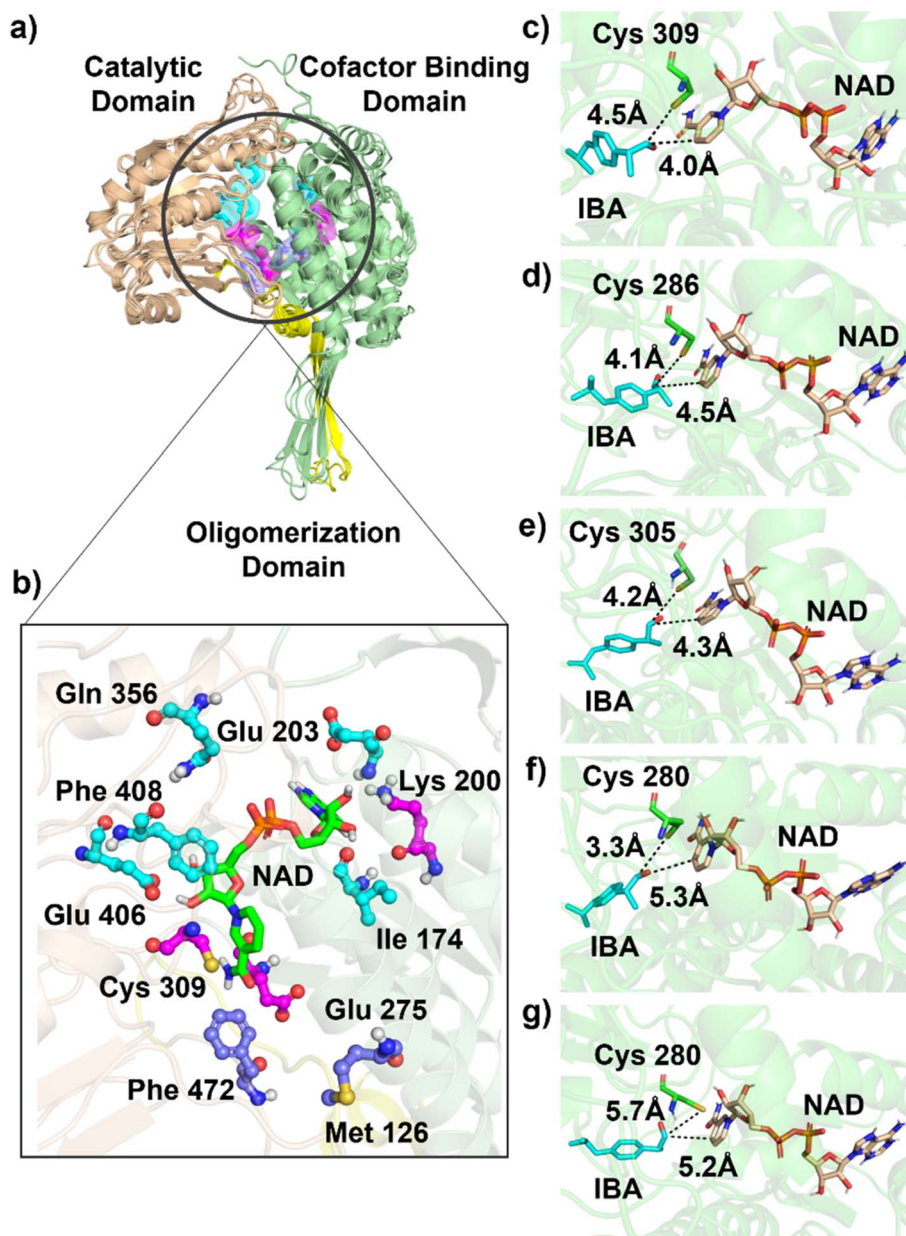 a)
Catalytic
Domain
Cofactor Binding
Domain
Oligomerization
Domain
b)
Gln 356
Glu 203
Lys 200
Phe 408
NAD
Glu 406
Ile 174
Cys 309
Glu 275
Phe 472
Met 126
c)
Cys 309
NAD
4.5Å
4.0Å
IBA
d)
Cys 286
NAD
4.1Å
4.5Å
IBA
e)
Cys 305
NAD
4.2Å
4.3Å
IBA
f)
Cys 280
NAD
3.3Å
5.3Å
IBA
g)
Cys 280
NAD
5.7Å
5.2Å
IBA